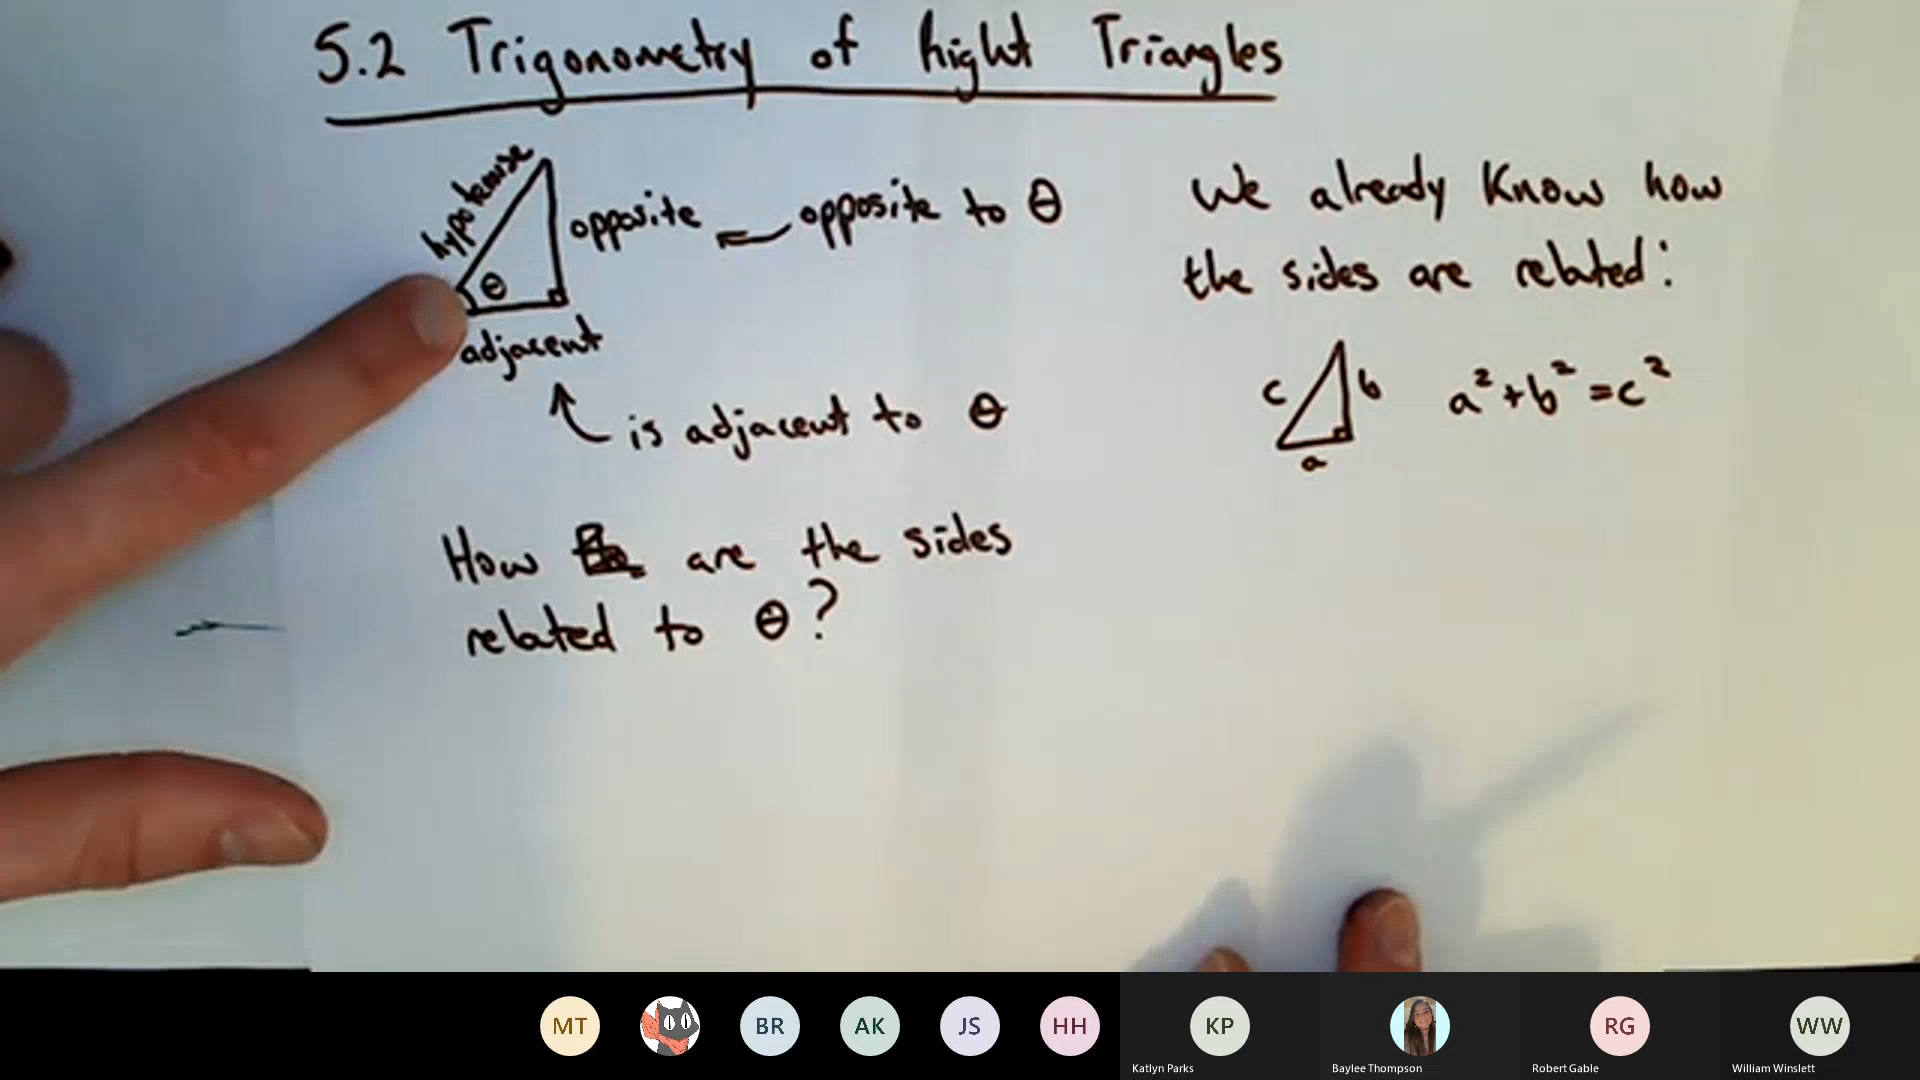 5.2 Trigonometry of Right Triangles
hypotenuse
opposite
opposite to θ
θ
adjacent
is adjacent to θ
How are the sides
related to θ?
We already know how
the sides are related:
c
b
a
a²+b²=c²
MT
BR
AK
JS
HH
KP
RG
WW
Katlyn Parks
Baylee Thompson
Robert Gable
William Winslett